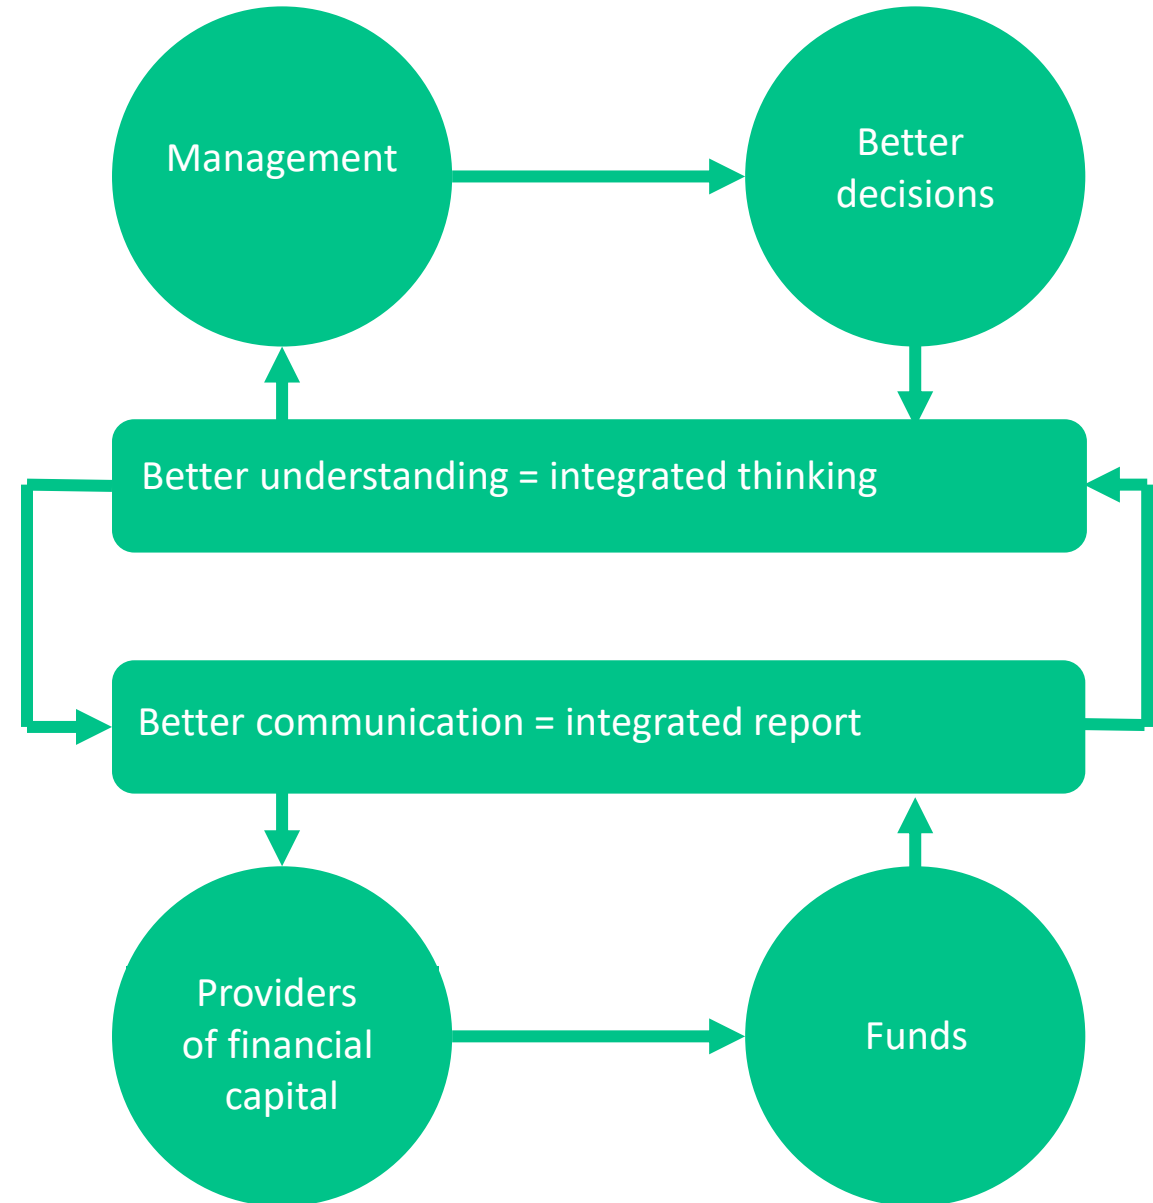 Management
Better
decisions
Better understanding = integrated thinking
Better communication = integrated report
Providers
of financial
capital
Funds